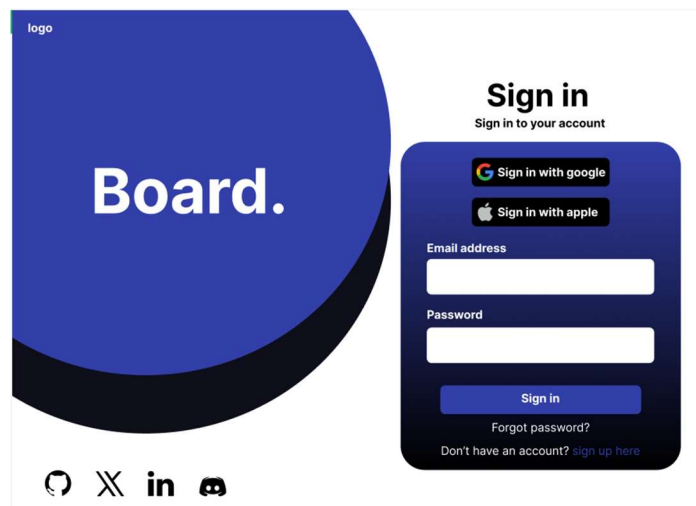 logo
Board.
Sign in
Sign in to your account
Sign in with google
Sign in with apple
Email address
Password
Sign in
Forgot password?
Don't have an account? sign up here